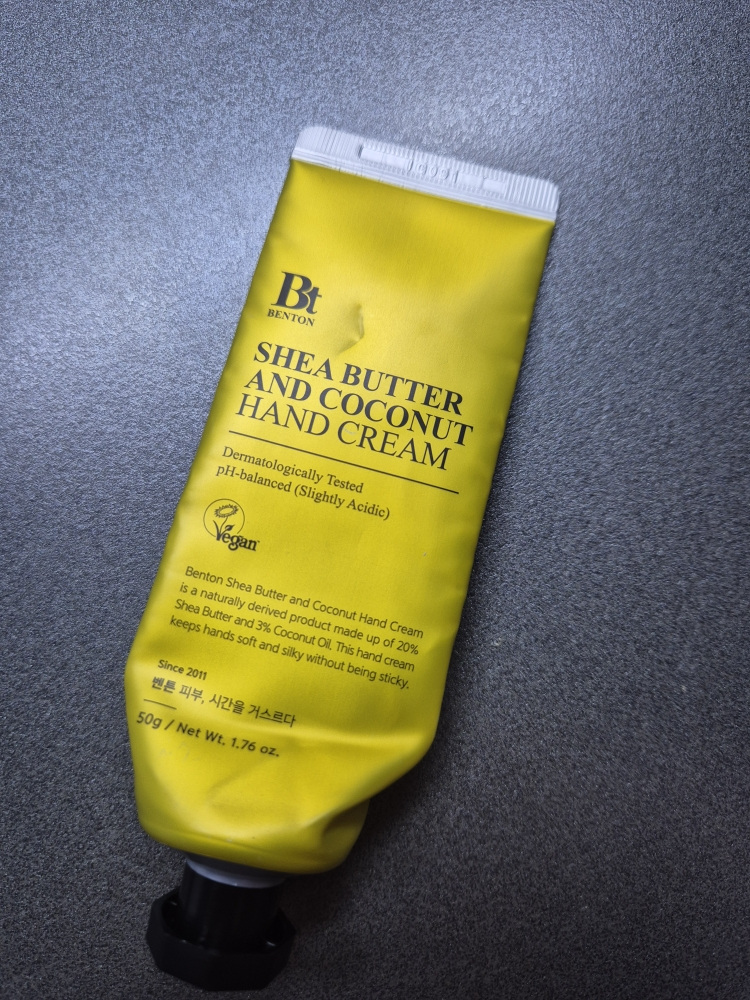 Bt
BENTON
SHEA BUTTER
AND COCONUT
HAND CREAM
Dermatologically Tested
pH-balanced (Slightly Acidic)
Vegan
Benton Shea Butter and Coconut Hand Cream
is a naturally derived product made up of 20%
Shea Butter and 3% Coconut Oil. This hand cream
keeps hands soft and silky without being sticky.
Since 2011
벤튼 피부, 시간을 거스르다
50g / Net Wt. 1.76 oz.